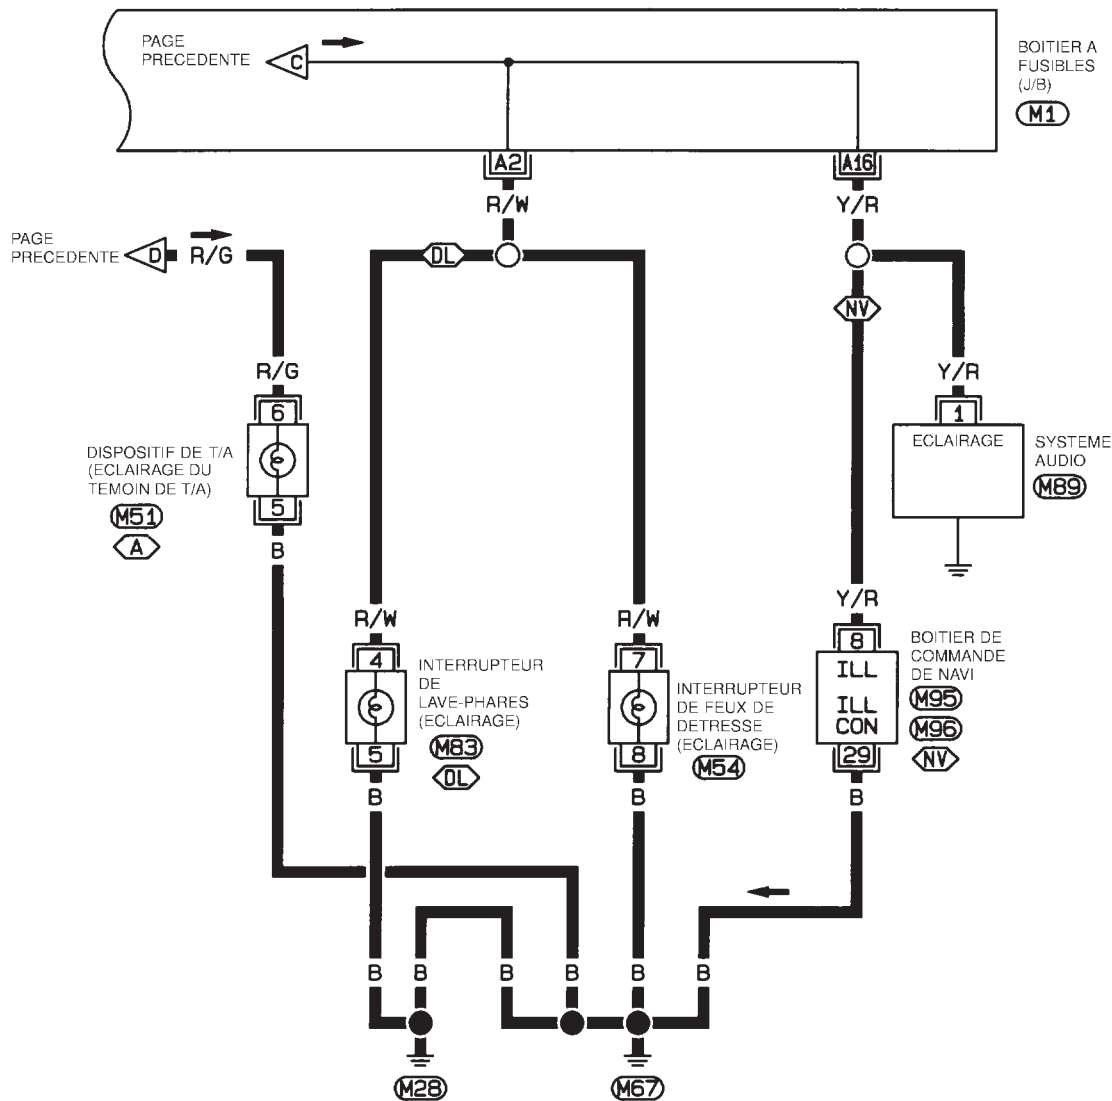 PAGE
PRECEDENTE
C
BOITIER A
FUSIBLES
(J/B)
M1
A2
A16
R/W
Y/R
PAGE
PRECEDENTE
D
R/G
DL
NV
R/G
Y/R
6
1
DISPOSITIF DE T/A
(ECLAIRAGE DU
TEMOIN DE T/A)
M51
A
5
B
ECLAIRAGE
SYSTEME
AUDIO
M89
R/W
R/W
Y/R
4
INTERRUPTEUR
DE
LAVE-PHARES
(ECLAIRAGE)
M83
DL
5
B
7
INTERRUPTEUR
DE FEUX DE
DETRESSE
(ECLAIRAGE)
M54
8
B
8
ILL
ILL
CON
29
B
BOITIER DE
COMMANDE
DE NAVI
M95
M96
NV
B
B
B
B
B
B
M28
M67